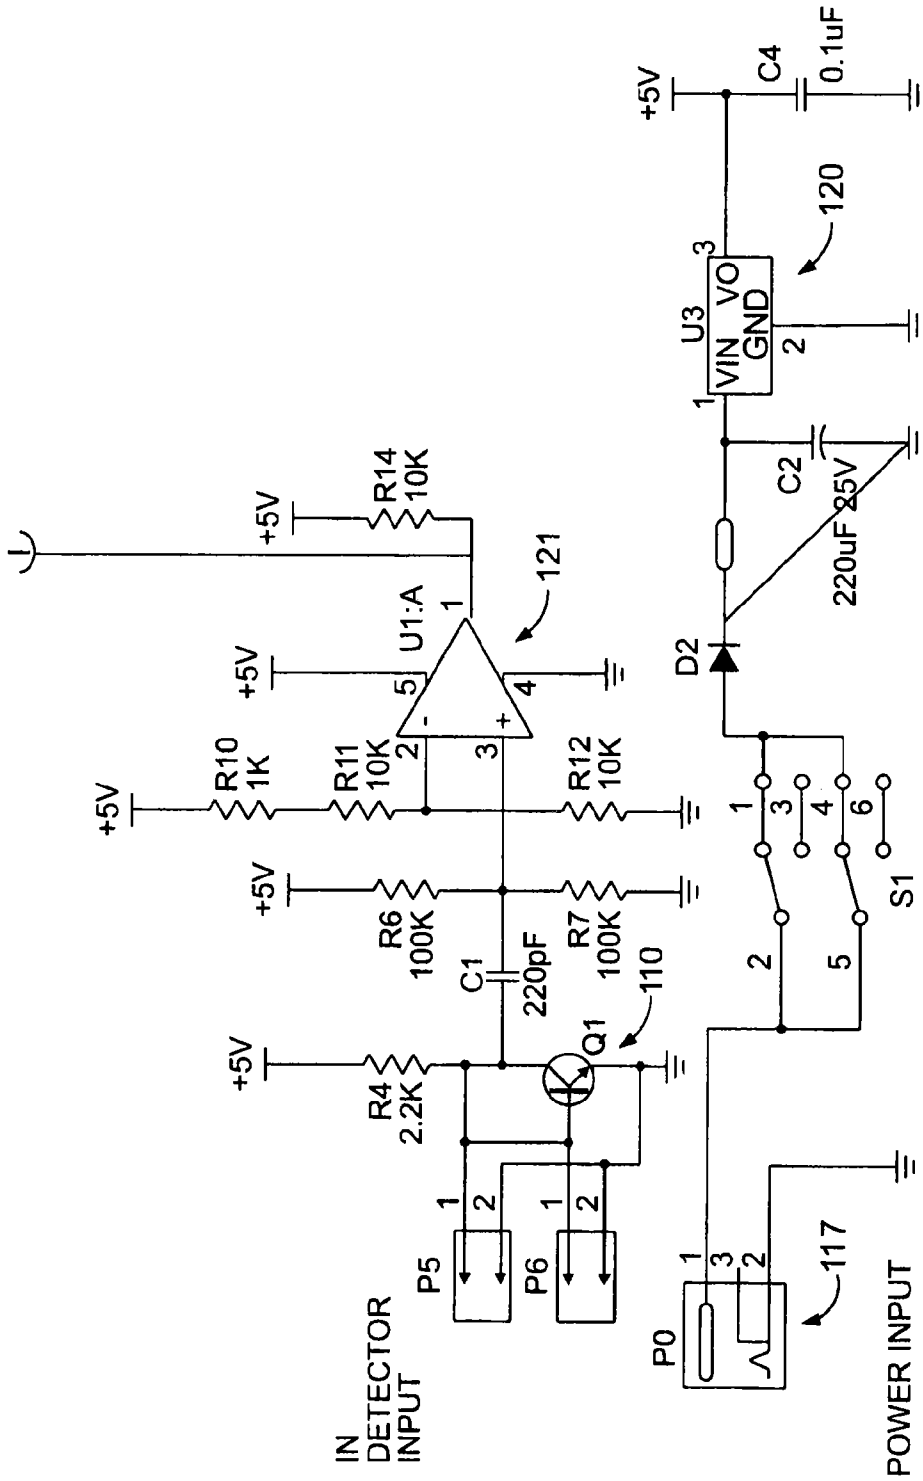 IN
DETECTOR
INPUT
P5
1
2
P6
1
2
+5V
R4
2.2K
Q1
110
C1
220pF
+5V
R6
100K
R7
100K
+5V
R10
1K
R11
10K
R12
10K
2
3
-
+
+5V
5
4
U1:A
1
121
+5V
R14
10K
POWER INPUT
P0
1
3
2
117
2
5
S1
1
3
4
6
D2
C2
220uF 25V
1
U3
VIN VO
GND
2
3
120
+5V
C4
0.1uF